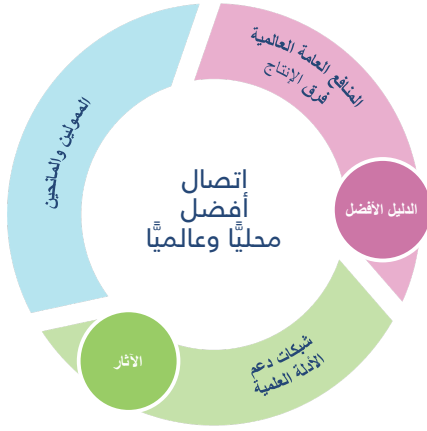 المنافع العامة العالمية
فرق الإنتاج
الممولين والمانحين
اتصال
أفضل
محليًّا وعالميًّا
الدليل الأفضل
شبكات دعم
الأدلة العلمية
الآثار